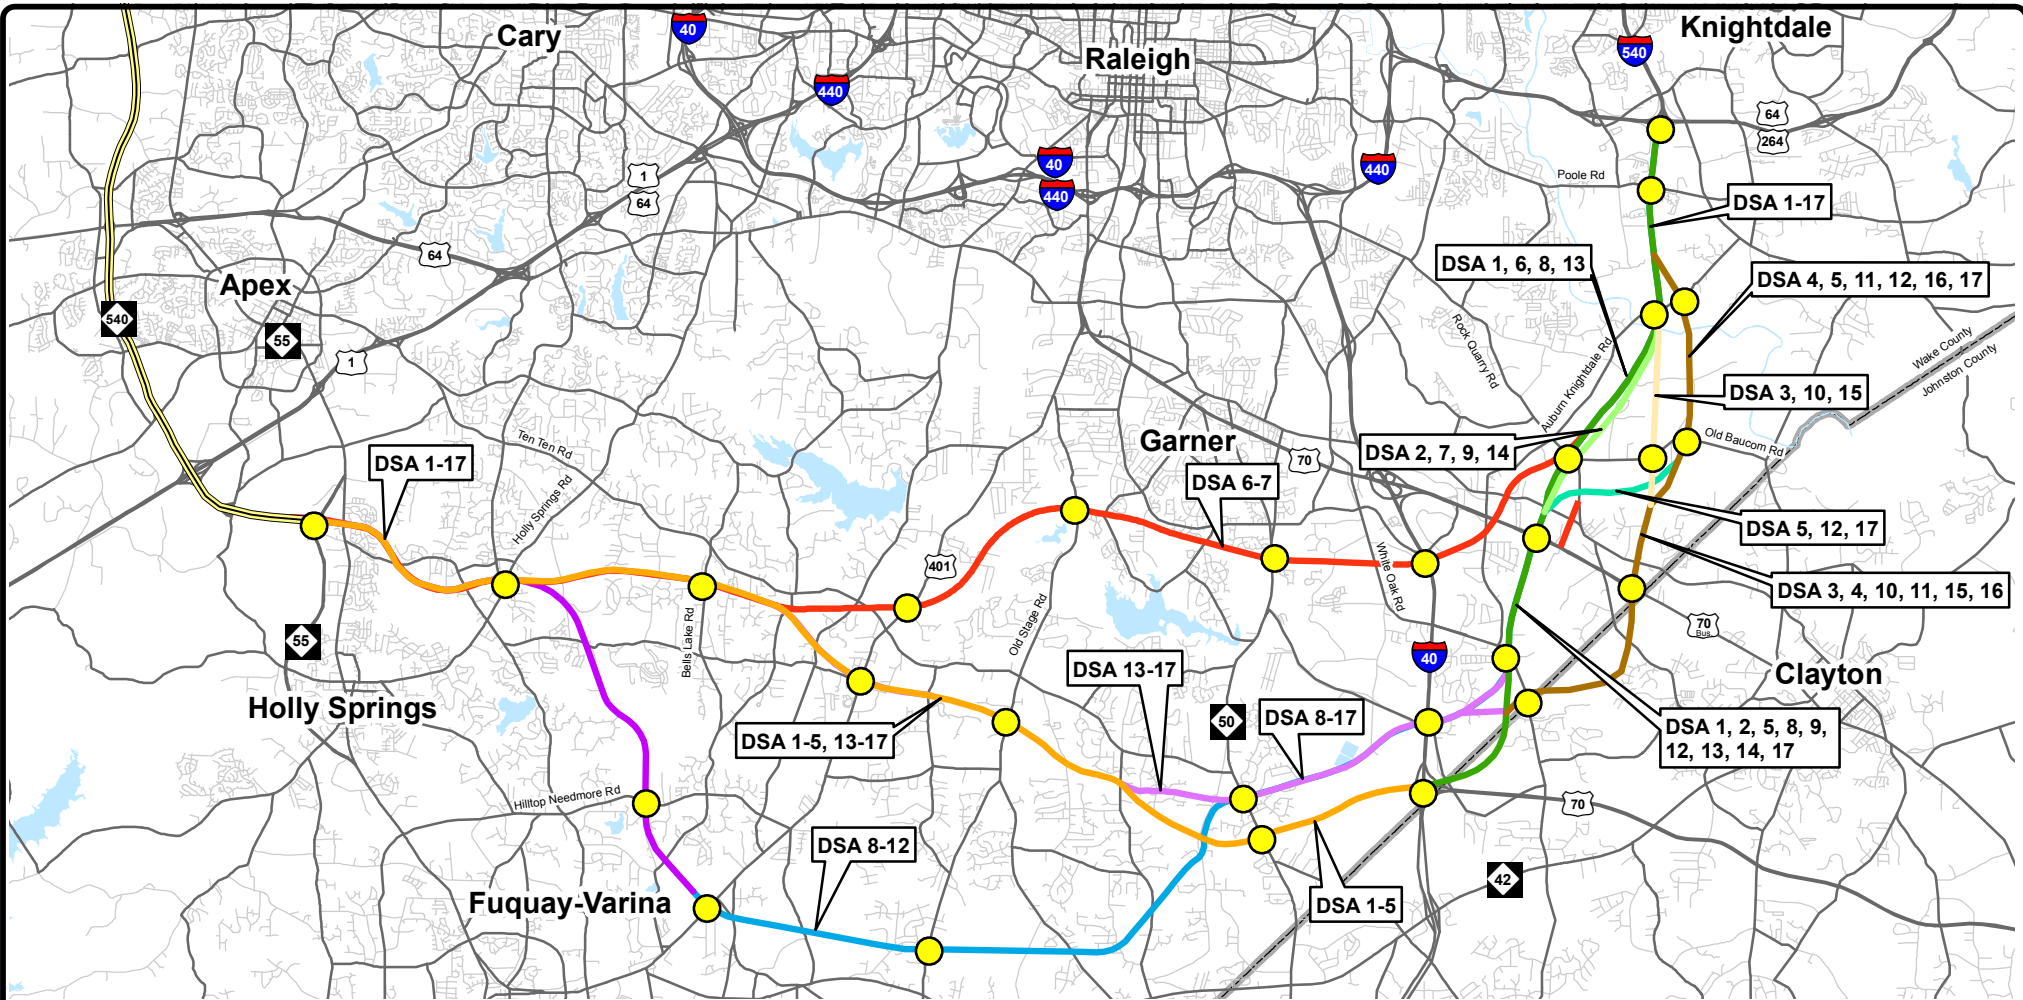 Cary
Raleigh
Knightdale
40
440
540
64
264
1
64
40
440
440
Poole Rd
DSA 1-17
DSA 1, 6, 8, 13
DSA 4, 5, 11, 12, 16, 17
64
Apex
540
55
1
Rock Quarry Rd
Auburn Knightdale Rd
Wake County
Johnston County
DSA 3, 10, 15
DSA 2, 7, 9, 14
Old Baucom Rd
Garner
70
Ten Ten Rd
DSA 1-17
DSA 6-7
Holly Springs Rd
DSA 5, 12, 17
401
White Oak Rd
DSA 3, 4, 10, 11, 15, 16
Old Stage Rd
Bells Lake Rd
55
70
Bus.
40
DSA 13-17
Clayton
Holly Springs
DSA 1-5, 13-17
50
DSA 8-17
DSA 1, 2, 5, 8, 9,
12, 13, 14, 17
Hilltop Needmore Rd
70
DSA 8-12
42
Fuquay-Varina
DSA 1-5